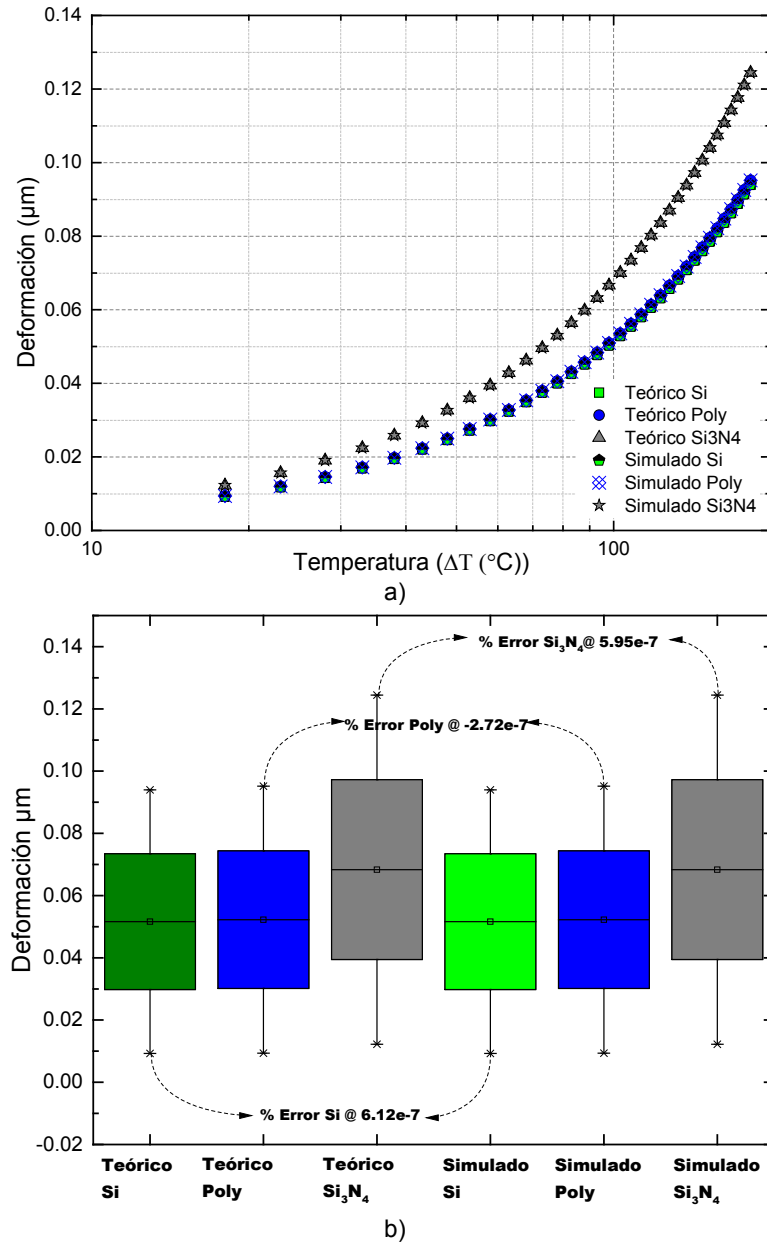 0.14
0.12
0.10
0.08
0.06
0.04
0.02
0.00
Deformación (µm)
Teórico Si
Teórico Poly
Teórico Si3N4
Simulado Si
Simulado Poly
Simulado Si3N4
10
100
Temperatura (ΔT (°C))
a)
0.14
0.12
0.10
0.08
0.06
0.04
0.02
0.00
-0.02
Deformación µm
% Error Si₃N₄@ 5.95e-7
% Error Poly @ -2.72e-7
% Error Si @ 6.12e-7
Teórico Si
Teórico Poly
Teórico Si₃N₄
Simulado Si
Simulado Poly
Simulado Si₃N₄
b)